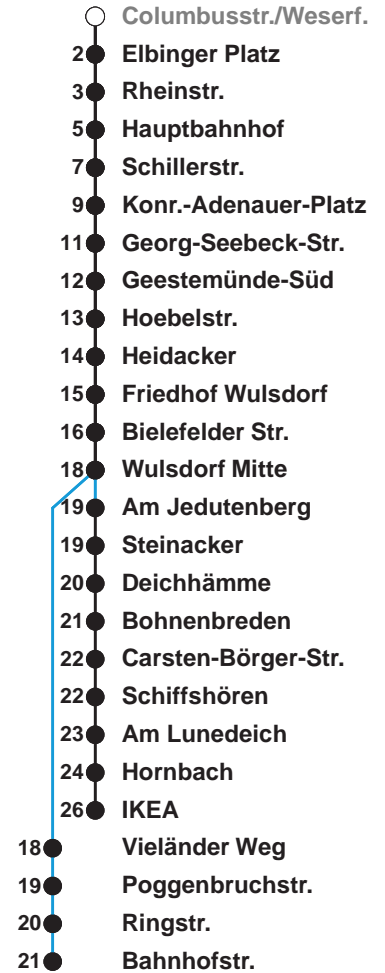 Columbusstr./Weserf.
2 Elbinger Platz
3 Rheinstr.
5 Hauptbahnhof
7 Schillerstr.
9 Konr.-Adenauer-Platz
11 Georg-Seebeck-Str.
12 Geestemünde-Süd
13 Hoebelstr.
14 Heidacker
15 Friedhof Wulsdorf
16 Bielefelder Str.
18 Wulsdorf Mitte
19 Am Jedutenberg
19 Steinacker
20 Deichhämme
21 Bohnenbreden
22 Carsten-Börger-Str.
22 Schiffshören
23 Am Lunedeich
24 Hornbach
26 IKEA
18 Vieländer Weg
19 Poggenbruchstr.
20 Ringstr.
21 Bahnhofstr.